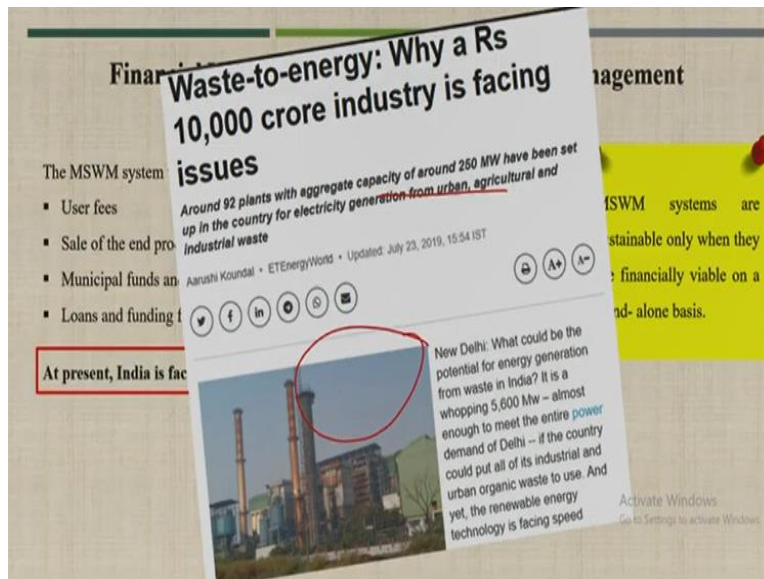 Finan
nagement
Waste-to-energy: Why a Rs
10,000 crore industry is facing
issues
Around 92 plants with aggregate capacity of around 250 MW have been set
up in the country for electricity generation from urban, agricultural and
industrial waste
Aarushi Koundal • ETEnergyWorld • Updated: July 23, 2019, 15:54 IST
A+ A-
New Delhi: What could be the
potential for energy generation
from waste in India? It is a
whopping 5,600 Mw – almost
enough to meet the entire power
demand of Delhi – if the country
could put all of its industrial and
urban organic waste to use. And
yet, the renewable energy
technology is facing speed
The MSWM system
▪ User fees
▪ Sale of the end pro
▪ Municipal funds an
▪ Loans and funding f
At present, India is fac
MSWM systems are
stainable only when they
financially viable on a
nd- alone basis.
Activate Windows
Go to Settings to activate Windows